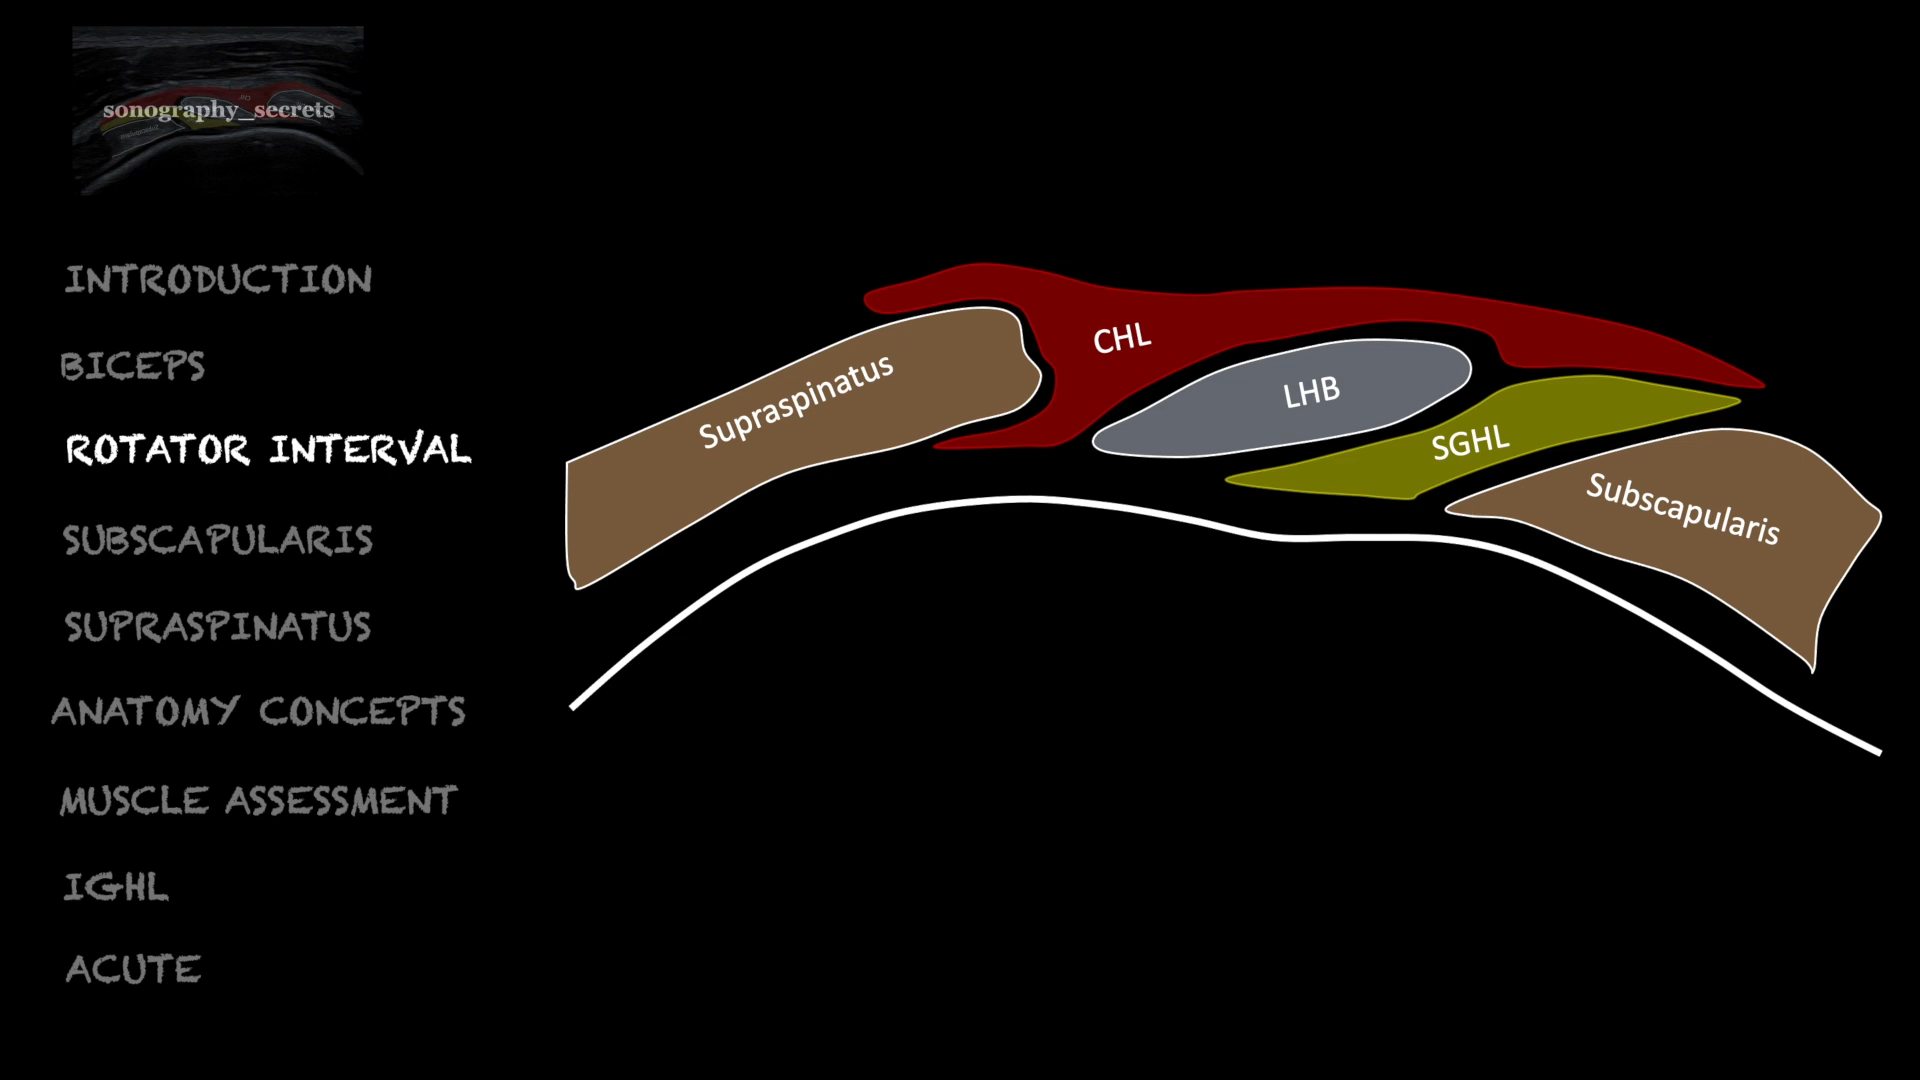 sonography_secrets
INTRODUCTION
BICEPS
ROTATOR INTERVAL
SUBSCAPULARIS
SUPRASPINATUS
ANATOMY CONCEPTS
MUSCLE ASSESSMENT
IGHL
ACUTE
CHL
Supraspinatus
LHB
SGHL
Subscapularis